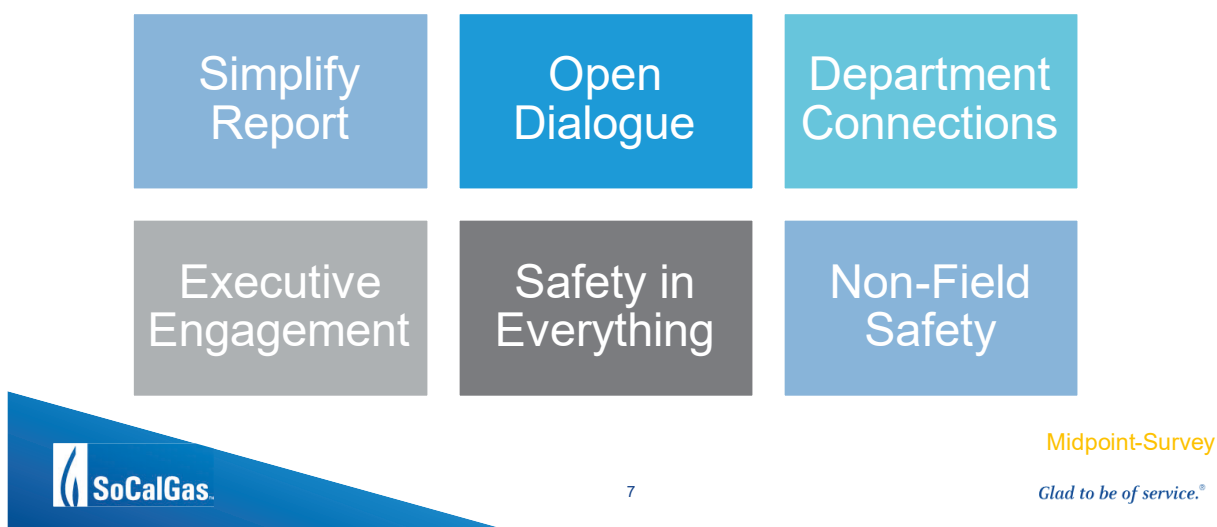 Simplify
Report
Open
Dialogue
Department
Connections
Executive
Engagement
Safety in
Everything
Non-Field
Safety
Midpoint-Survey
SoCalGas™
7
Glad to be of service.®